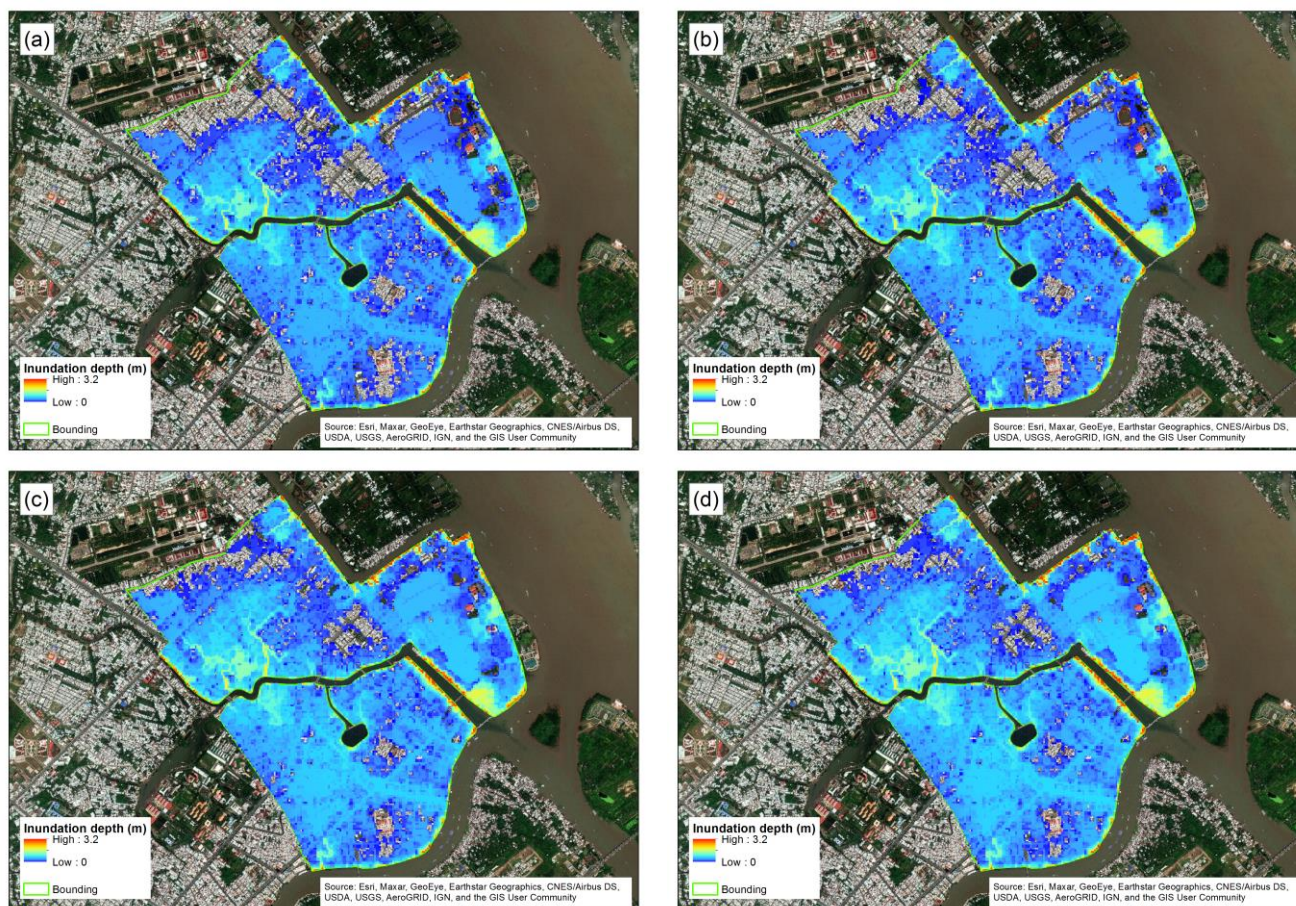 (a)
Inundation depth (m)
High : 3.2
Low : 0
Bounding
Source: Esri, Maxar, GeoEye, Earthstar Geographics, CNES/Airbus DS,
USDA, USGS, AeroGRID, IGN, and the GIS User Community
(b)
Inundation depth (m)
High : 3.2
Low : 0
Bounding
Source: Esri, Maxar, GeoEye, Earthstar Geographics, CNES/Airbus DS,
USDA, USGS, AeroGRID, IGN, and the GIS User Community
(c)
Inundation depth (m)
High : 3.2
Low : 0
Bounding
Source: Esri, Maxar, GeoEye, Earthstar Geographics, CNES/Airbus DS,
USDA, USGS, AeroGRID, IGN, and the GIS User Community
(d)
Inundation depth (m)
High : 3.2
Low : 0
Bounding
Source: Esri, Maxar, GeoEye, Earthstar Geographics, CNES/Airbus DS,
USDA, USGS, AeroGRID, IGN, and the GIS User Community